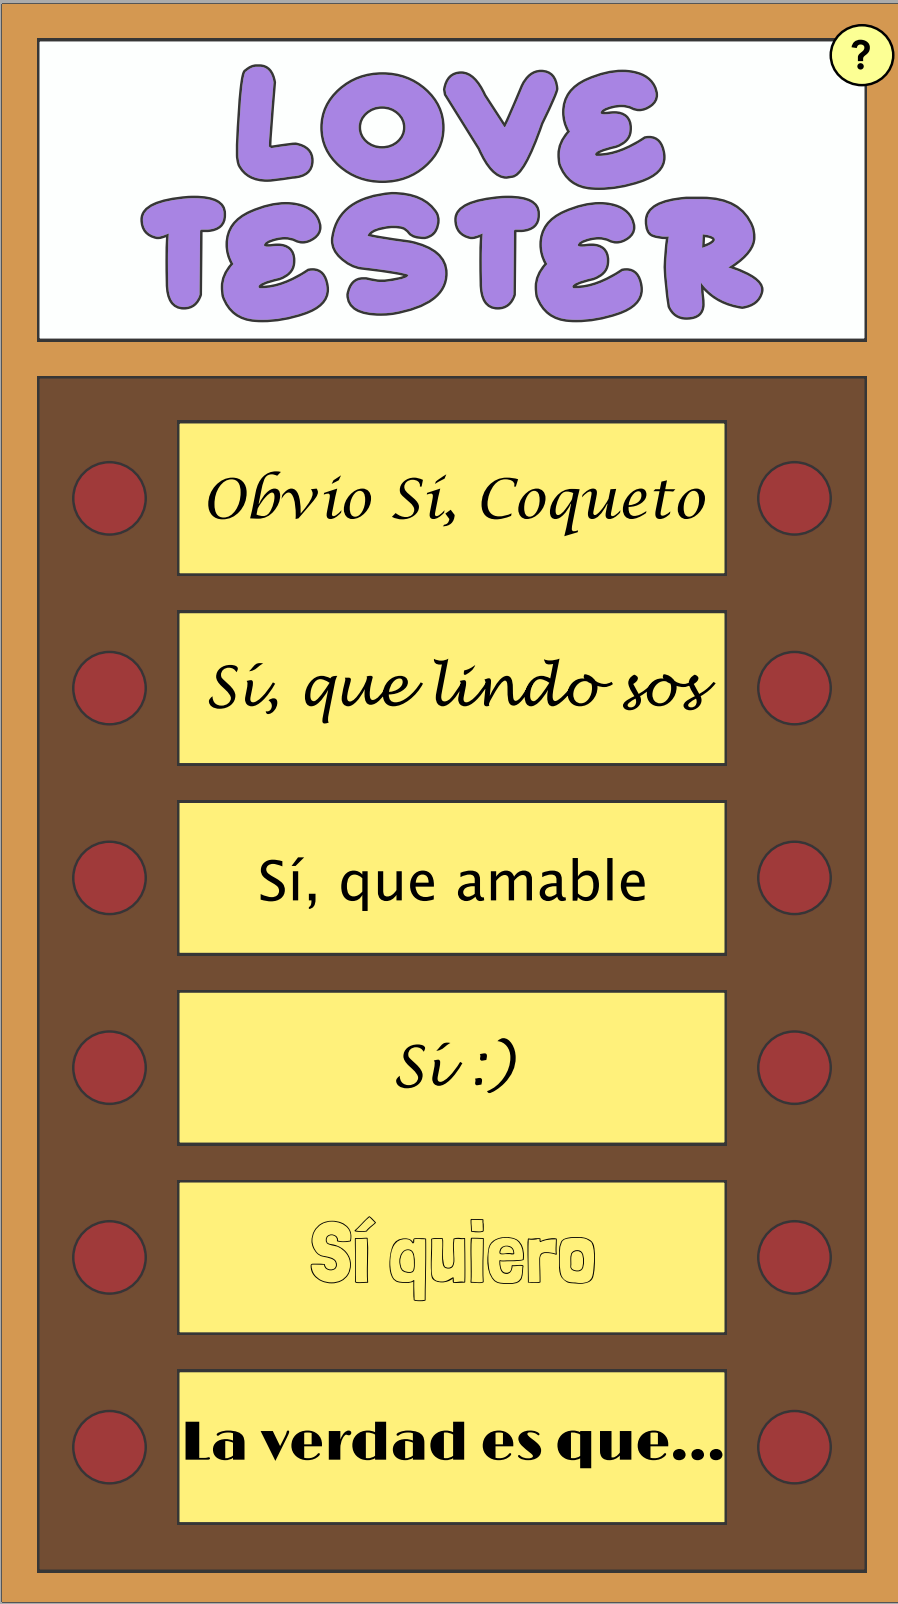 ?
LOVE
TESTER
Obvio Sí, Coqueto
Sí, que lindo sos
Sí, que amable
Sí :)
Sí quiero
La verdad es que...